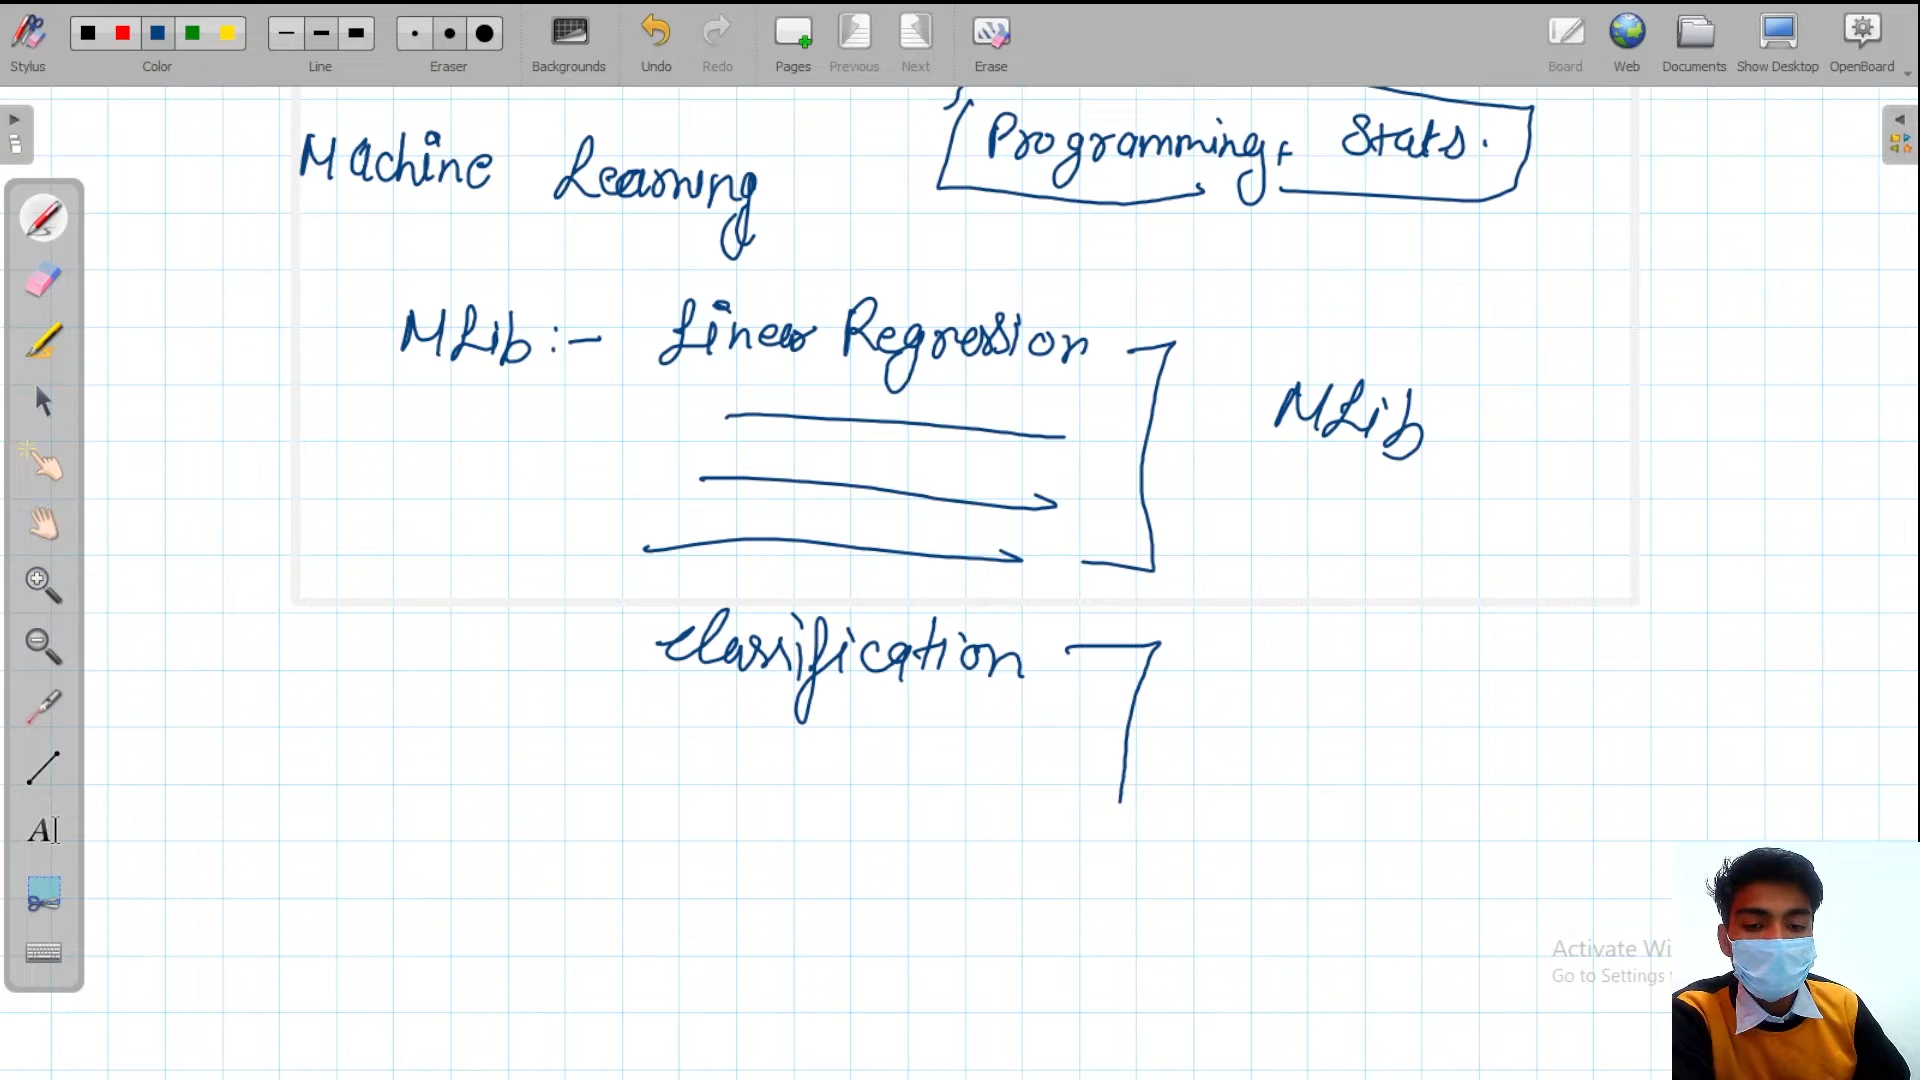 Stylus Color Line Eraser Backgrounds Undo Redo Pages Previous Next Erase Board Web Documents Show Desktop OpenBoard
Programming, Stats.
Machine Learning
MLib :- Linear Regression
MLib
Classification
A
Activate Wi
Go to Settings